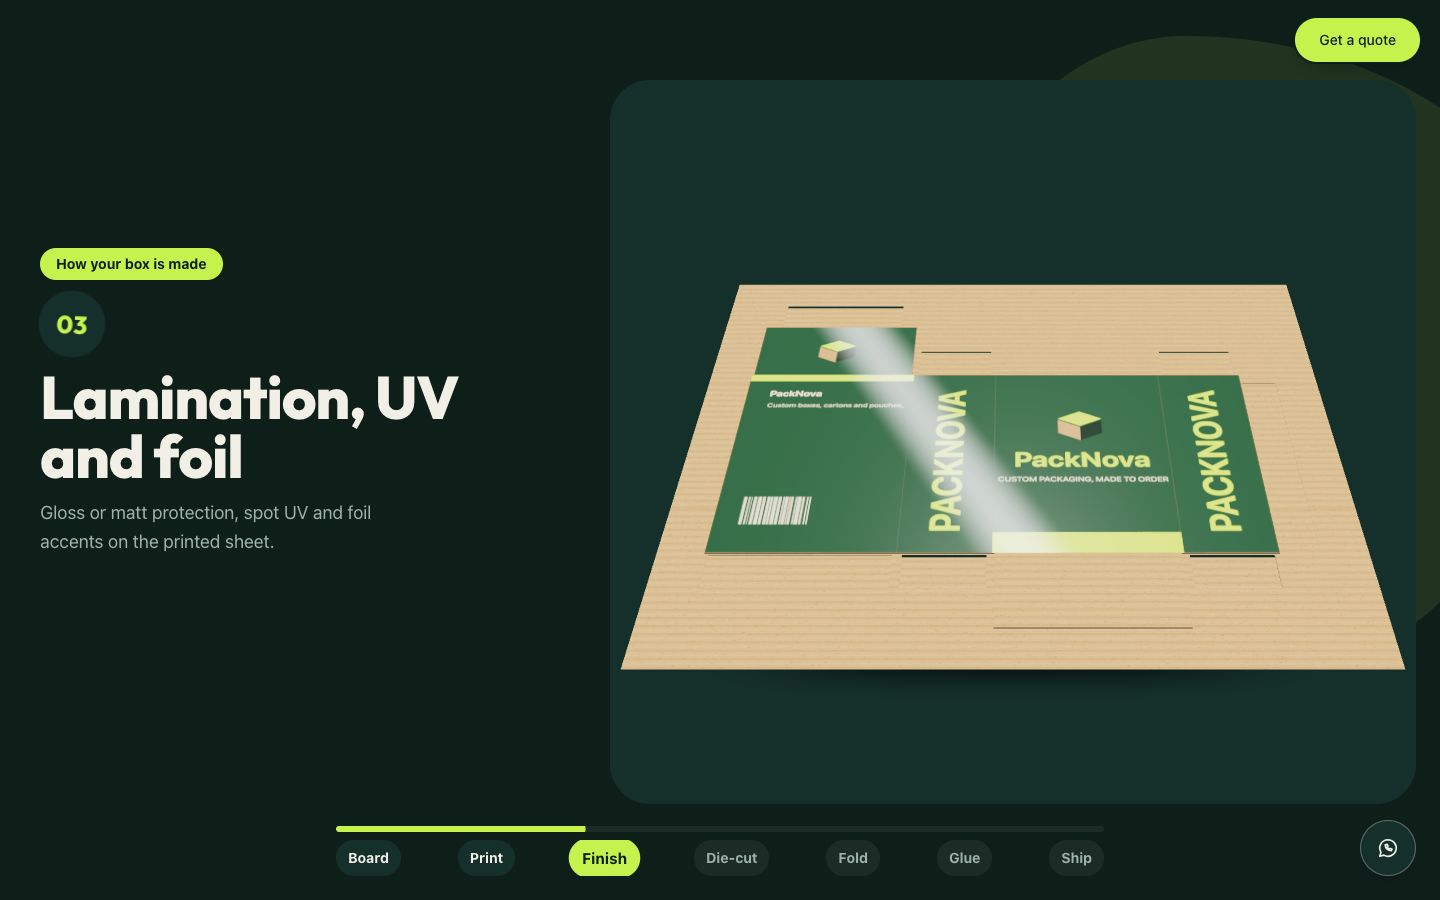 Get a quote
How your box is made
03
Lamination, UV
and foil
Gloss or matt protection, spot UV and foil
accents on the printed sheet.
PackNova
Custom boxes, cartons and pouches.
PACKNOVA
PackNova
CUSTOM PACKAGING, MADE TO ORDER
PACKNOVA
Board
Print
Finish
Die-cut
Fold
Glue
Ship